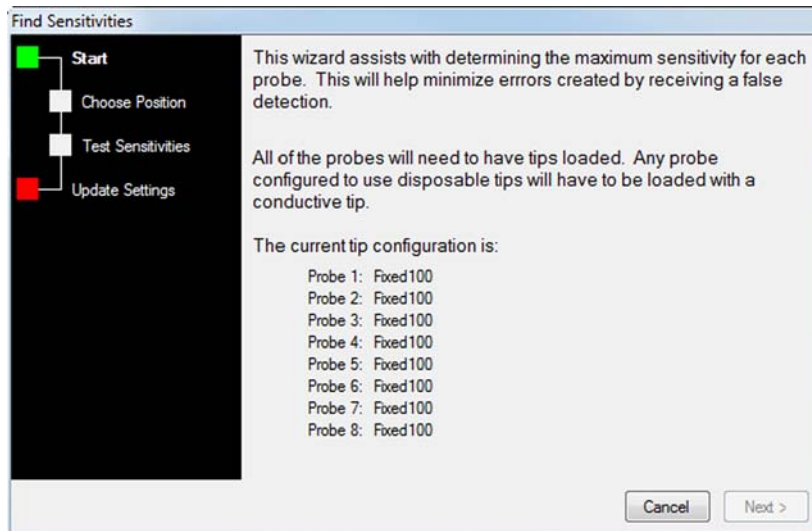 Find Sensitivities
Start
Choose Position
Test Sensitivities
Update Settings
This wizard assists with determining the maximum sensitivity for each
probe. This will help minimize errrors created by receiving a false
detection.
All of the probes will need to have tips loaded. Any probe
configured to use disposable tips will have to be loaded with a
conductive tip.
The current tip configuration is:
Probe 1: Fixed100
Probe 2: Fixed100
Probe 3: Fixed100
Probe 4: Fixed100
Probe 5: Fixed100
Probe 6: Fixed100
Probe 7: Fixed100
Probe 8: Fixed100
Cancel
Next >